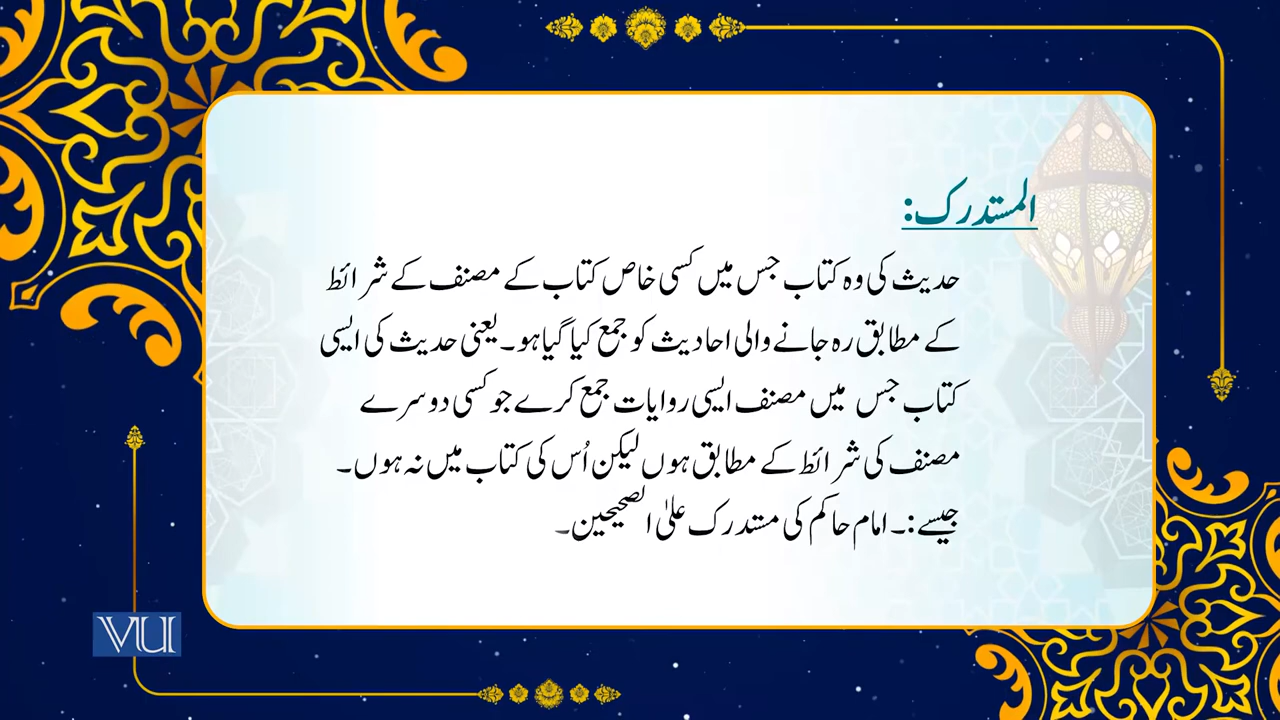 المستدرک:
حدیث کی وہ کتاب جس میں کسی خاص کتاب کے مصنف کے شرائط
کے مطابق رہ جانے والی احادیث کو جمع کیا گیا ہو۔ یعنی حدیث کی ایسی
کتاب جس میں مصنف ایسی روایات جمع کرے جو کسی دوسرے
مصنف کی شرائط کے مطابق ہوں لیکن اُس کی کتاب میں نہ ہوں۔
جیسے:۔ امام حاکم کی مستدرک علیٰ الصحیحین۔
VU